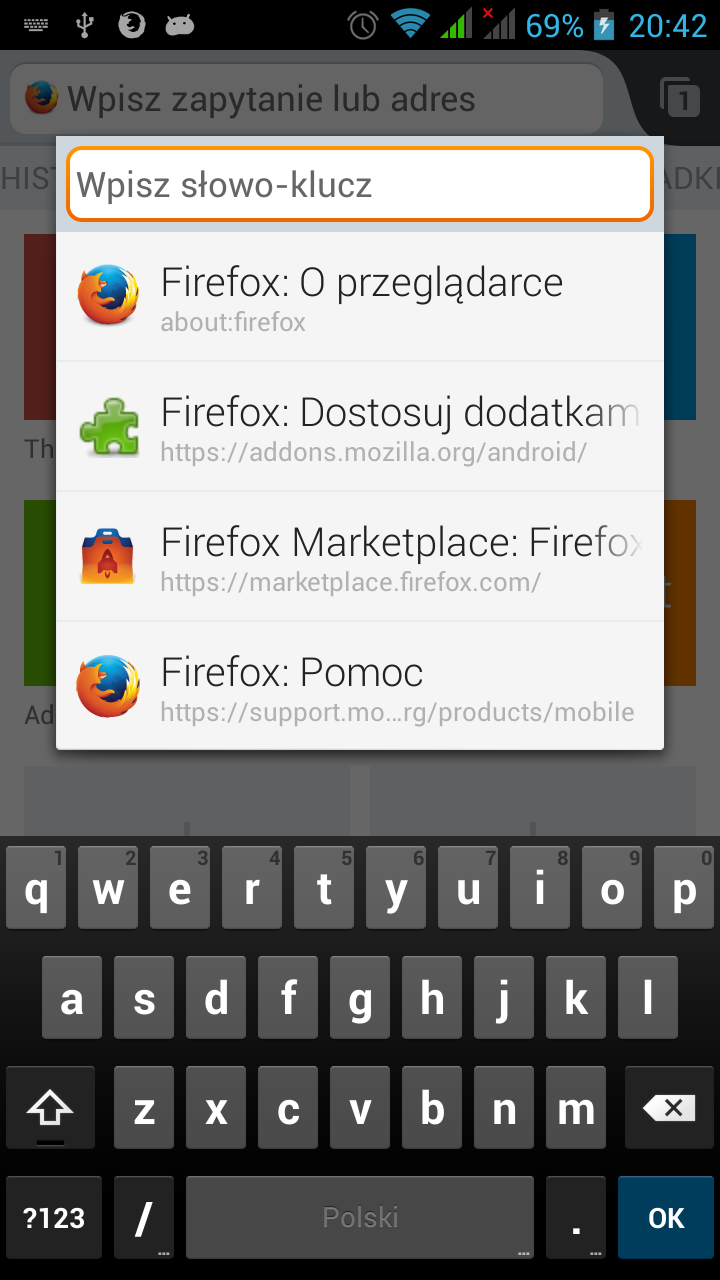 69% 20:42
Wpisz zapytanie lub adres
1
HIS
ADK
Wpisz słowo-klucz
Firefox: O przeglądarce
about:firefox
Firefox: Dostosuj dodatkam
https://addons.mozilla.org/android/
Th
Firefox Marketplace: Firefox
https://marketplace.firefox.com/
t
Firefox: Pomoc
https://support.mo...rg/products/mobile
Ad
1 2 3 4 5 6 7 8 9 0
q w e r t y u i o p
a s d f g h j k l
z x c v b n m
?123 / Polski . OK